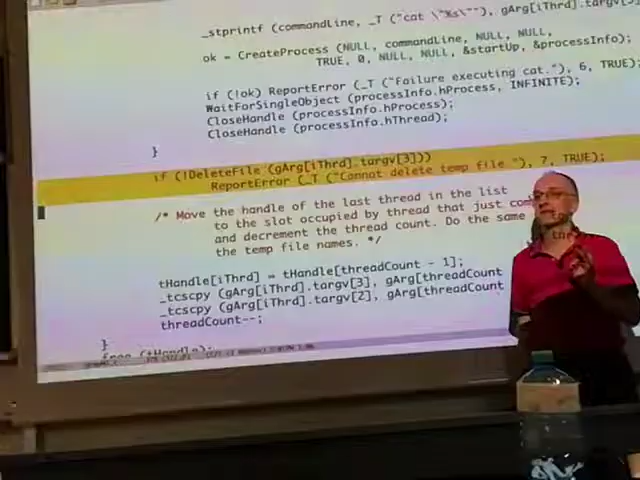 _stprintf (commandLine, _T ("cat \"%s\""), gArg[iThrd].targv[3]
ok = CreateProcess (NULL, commandLine, NULL, NULL,
TRUE, 0, NULL, NULL, &startUp, &processInfo);
if (!ok) ReportError (_T ("Failure executing cat."), 6, TRUE);
WaitForSingleObject (processInfo.hProcess, INFINITE);
CloseHandle (processInfo.hProcess);
CloseHandle (processInfo.hThread);
}
if (!DeleteFile (gArg[iThrd].targv[3]))
ReportError (_T ("Cannot delete temp file "), 7, TRUE);
/* Move the handle of the last thread in the list
to the slot occupied by thread that just com
and decrement the thread count. Do the same
the temp file names. */
tHandle[iThrd] = tHandle[threadCount - 1];
_tcscpy (gArg[iThrd].targv[3], gArg[threadCount
_tcscpy (gArg[iThrd].targv[2], gArg[threadCount
threadCount--;
}
free (tHandle);